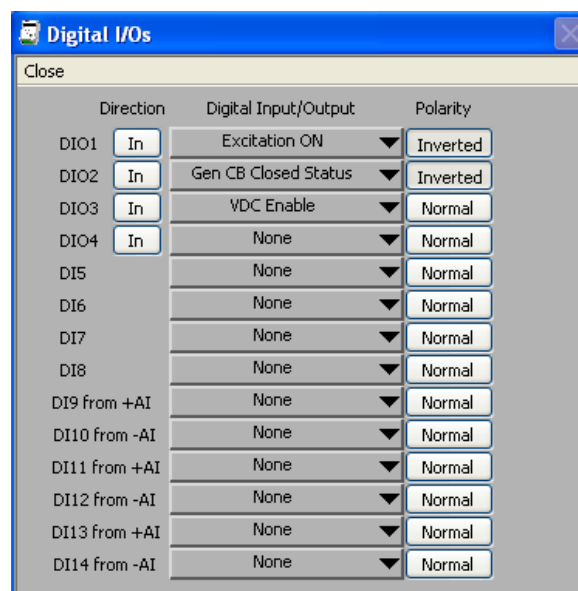 Digital I/Os
Close
Direction Digital Input/Output Polarity
DIO1 In Excitation ON Inverted
DIO2 In Gen CB Closed Status Inverted
DIO3 In VDC Enable Normal
DIO4 In None Normal
DI5 None Normal
DI6 None Normal
DI7 None Normal
DI8 None Normal
DI9 from +AI None Normal
DI10 from -AI None Normal
DI11 from +AI None Normal
DI12 from -AI None Normal
DI13 from +AI None Normal
DI14 from -AI None Normal